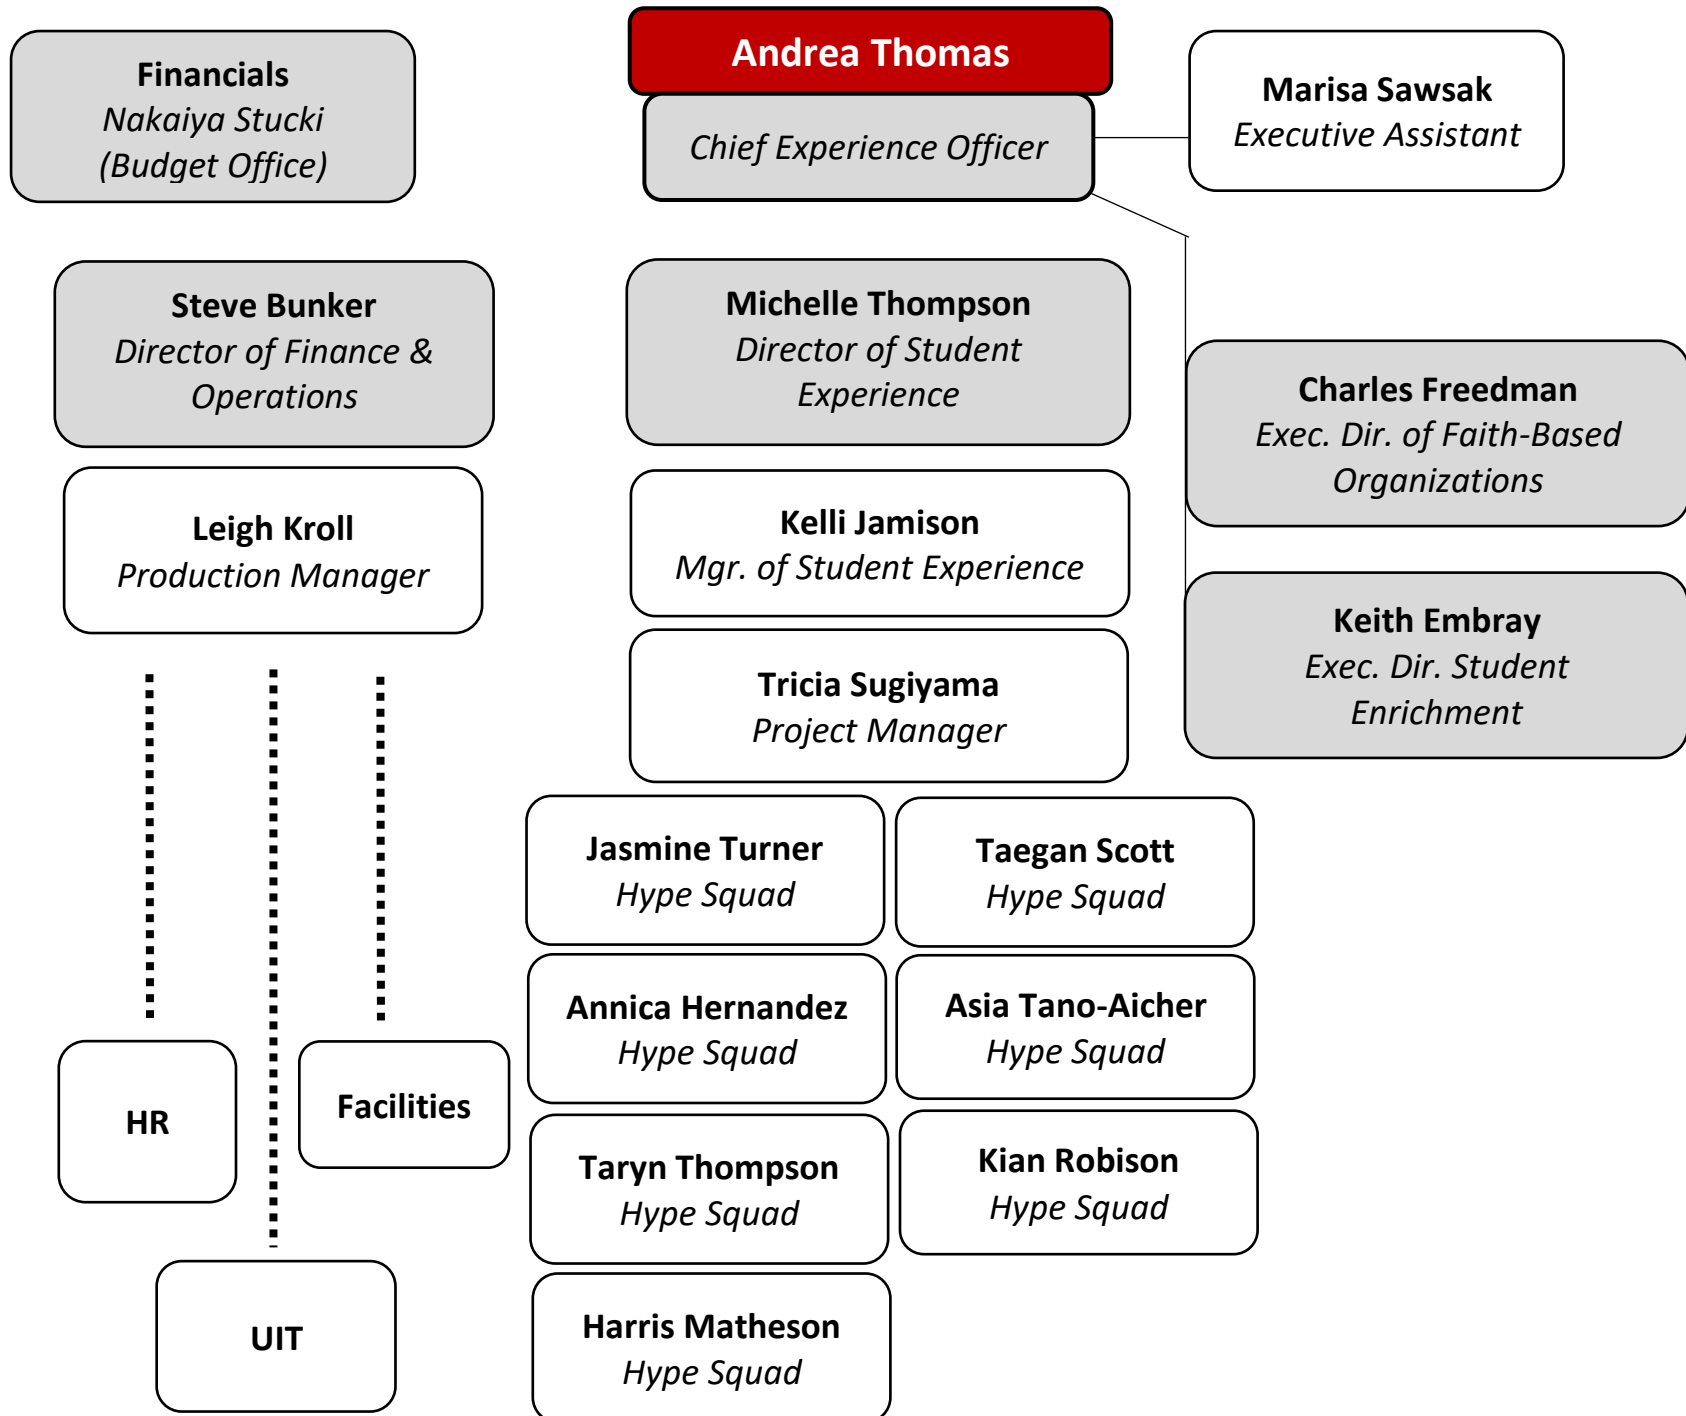 Financials
Nakaiya Stucki
(Budget Office)
Andrea Thomas
Chief Experience Officer
Marisa Sawsak
Executive Assistant
Steve Bunker
Director of Finance &
Operations
Michelle Thompson
Director of Student
Experience
Charles Freedman
Exec. Dir. of Faith-Based
Organizations
Leigh Kroll
Production Manager
Kelli Jamison
Mgr. of Student Experience
Keith Embray
Exec. Dir. Student
Enrichment
Tricia Sugiyama
Project Manager
Jasmine Turner
Hype Squad
Taegan Scott
Hype Squad
Annica Hernandez
Hype Squad
Asia Tano-Aicher
Hype Squad
HR
Facilities
Taryn Thompson
Hype Squad
Kian Robison
Hype Squad
UIT
Harris Matheson
Hype Squad